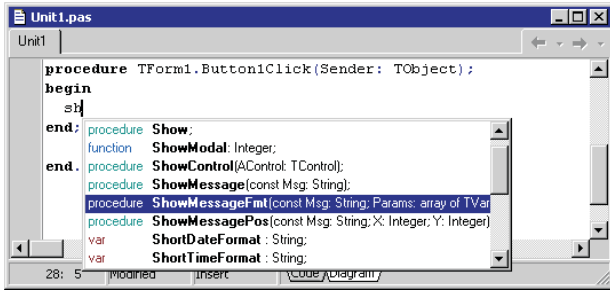 Unit1.pas
Unit1
procedure TForm1.Button1Click(Sender: TObject);
begin
sh
end;
procedure Show;
function ShowModal: Integer;
procedure ShowControl(AControl: TControl);
end.
procedure ShowMessage(const Msg: String);
procedure ShowMessageFmt(const Msg: String; Params: array of TVar
procedure ShowMessagePos(const Msg: String; X: Integer; Y: Integer)
var ShortDateFormat : String;
var ShortTimeFormat : String;
28: 5 Modified Insert \Code/Diagram/